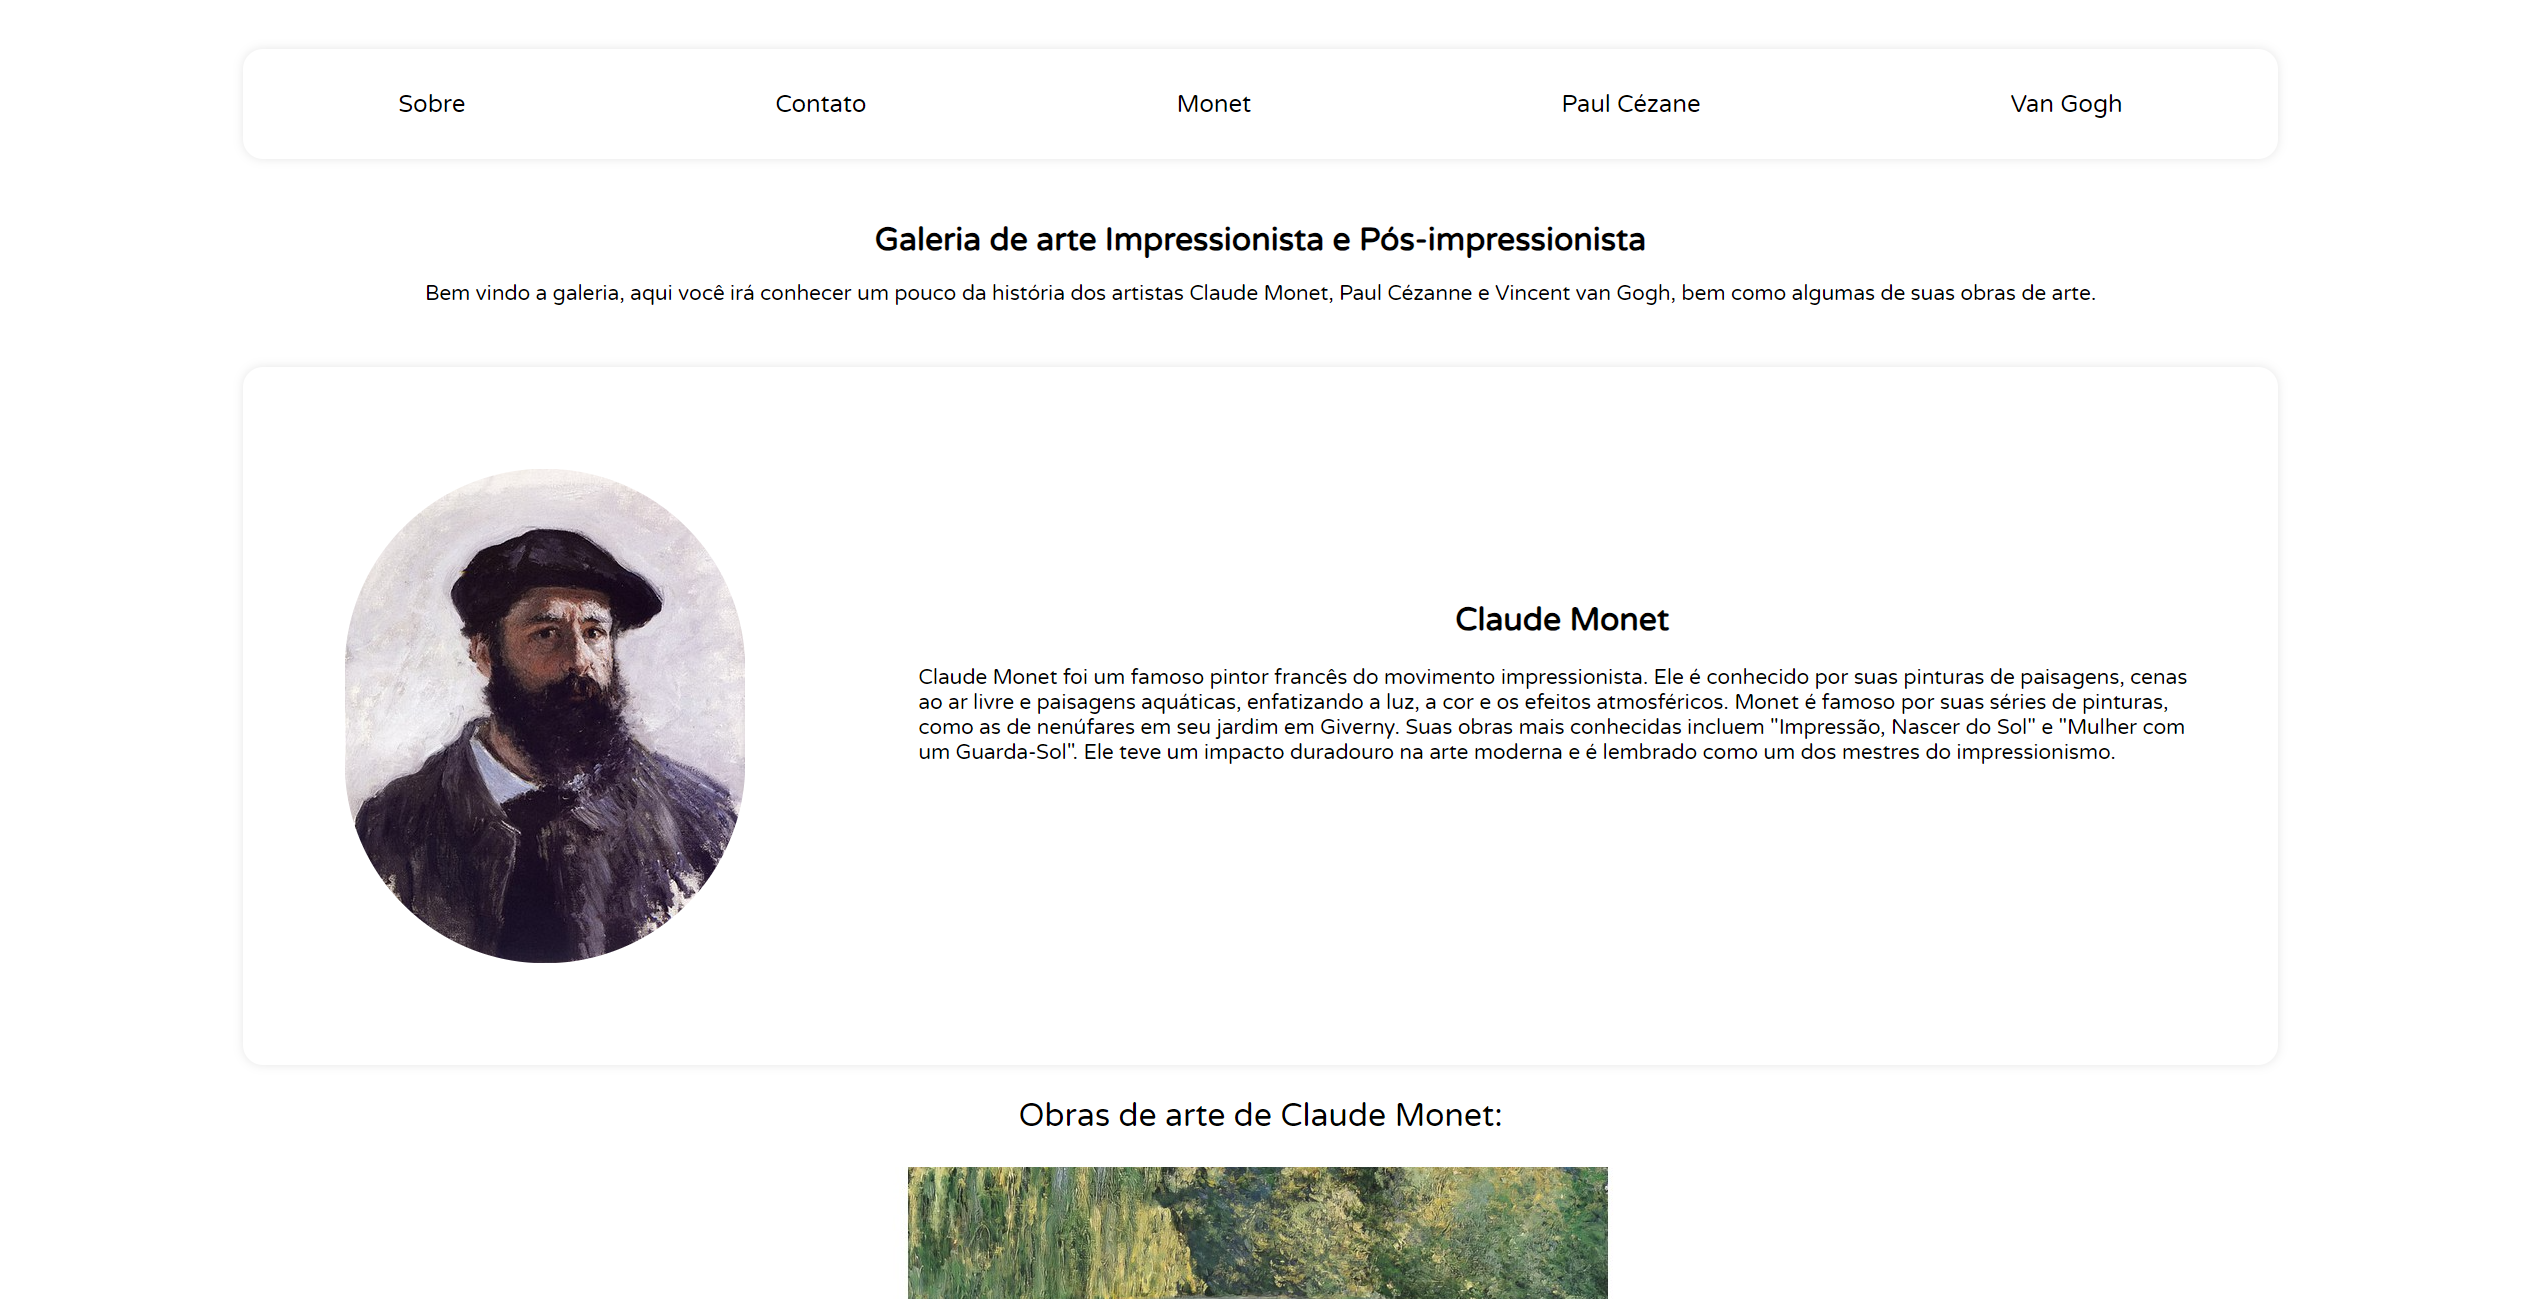 Sobre Contato Monet Paul Cézane Van Gogh
Galeria de arte Impressionista e Pós-impressionista
Bem vindo a galeria, aqui você irá conhecer um pouco da história dos artistas Claude Monet, Paul Cézanne e Vincent van Gogh, bem como algumas de suas obras de arte.
Claude Monet
Claude Monet foi um famoso pintor francês do movimento impressionista. Ele é conhecido por suas pinturas de paisagens, cenas
ao ar livre e paisagens aquáticas, enfatizando a luz, a cor e os efeitos atmosféricos. Monet é famoso por suas séries de pinturas,
como as de nenúfares em seu jardim em Giverny. Suas obras mais conhecidas incluem "Impressão, Nascer do Sol" e "Mulher com
um Guarda-Sol". Ele teve um impacto duradouro na arte moderna e é lembrado como um dos mestres do impressionismo.
Obras de arte de Claude Monet: